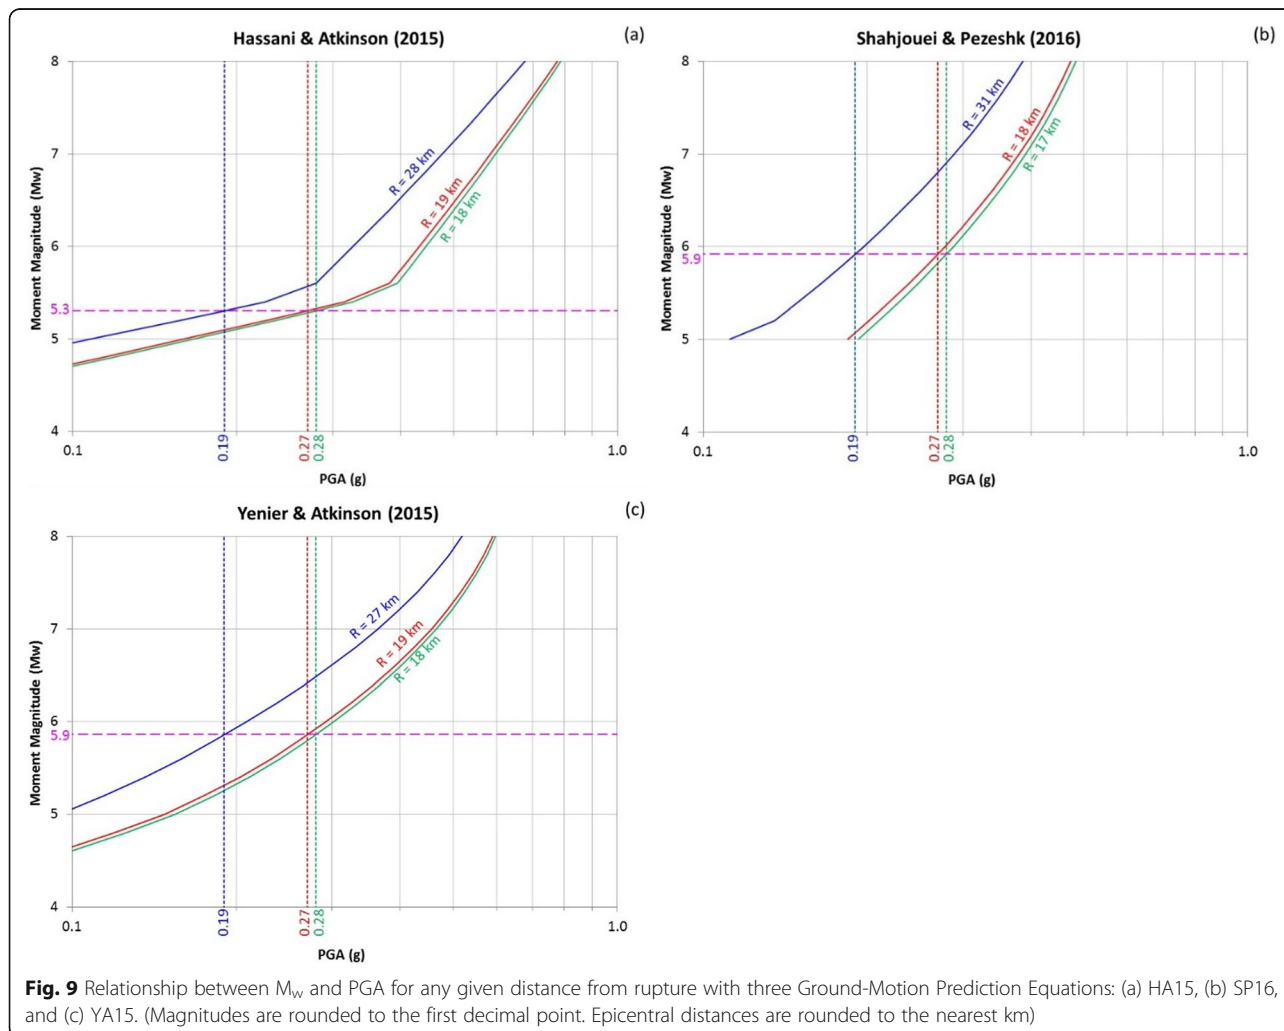 Hassani & Atkinson (2015)
(a)
Moment Magnitude (Mw)
8
7
6
5.3
5
4
R = 28 km
R = 19 km
R = 18 km
0.1
0.19
0.27
0.28
1.0
PGA (g)
Shahjouei & Pezeshk (2016)
(b)
Moment Magnitude (Mw)
8
7
6
5.9
5
4
R = 31 km
R = 18 km
R = 17 km
0.1
0.19
0.27
0.28
1.0
PGA (g)
Yenier & Atkinson (2015)
(c)
Moment Magnitude (Mw)
8
7
6
5.9
5
4
R = 27 km
R = 19 km
R = 18 km
0.1
0.19
0.27
0.28
1.0
PGA (g)
Fig. 9 Relationship between Mw and PGA for any given distance from rupture with three Ground-Motion Prediction Equations: (a) HA15, (b) SP16,
and (c) YA15. (Magnitudes are rounded to the first decimal point. Epicentral distances are rounded to the nearest km)